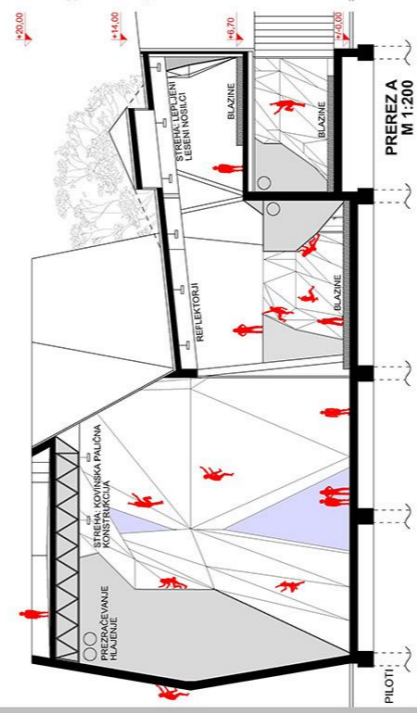 +20,00
+14,00
+6,70
+/-0,00
STREHA: LEPLJENI
LESENI NOSILCI
BLAZINE
BLAZINE
REFLEKTORJI
BLAZINE
STREHA: KOVINSKA PALIČNA
KONSTRUKCIJA
PREZRAČEVANJE
HLAJENJE
PILOTI
PREREZ A
M 1:200